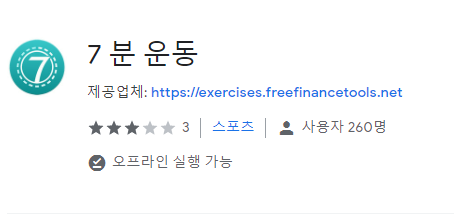 7
7 분 운동
제공업체: https://exercises.freefinancetools.net
3 스포츠 사용자 260명
오프라인 실행 가능